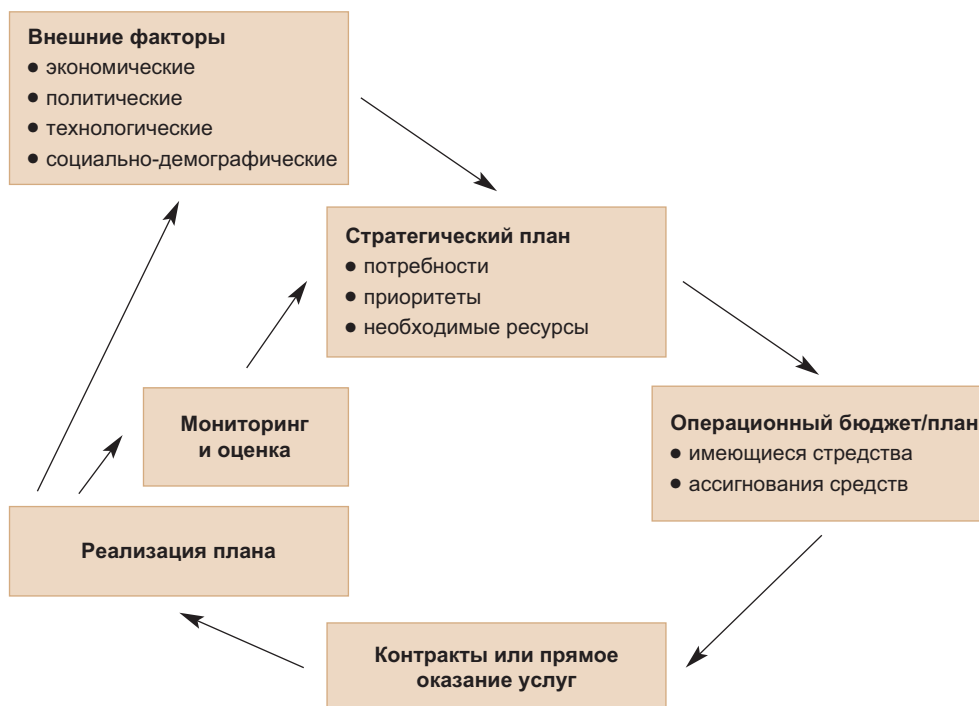 Внешние факторы
● экономические
● политические
● технологические
● социально-демографические
Стратегический план
● потребности
● приоритеты
● необходимые ресурсы
Мониторинг
и оценка
Операционный бюджет/план
● имеющиеся стредства
● ассигнования средств
Реализация плана
Контракты или прямое
оказание услуг